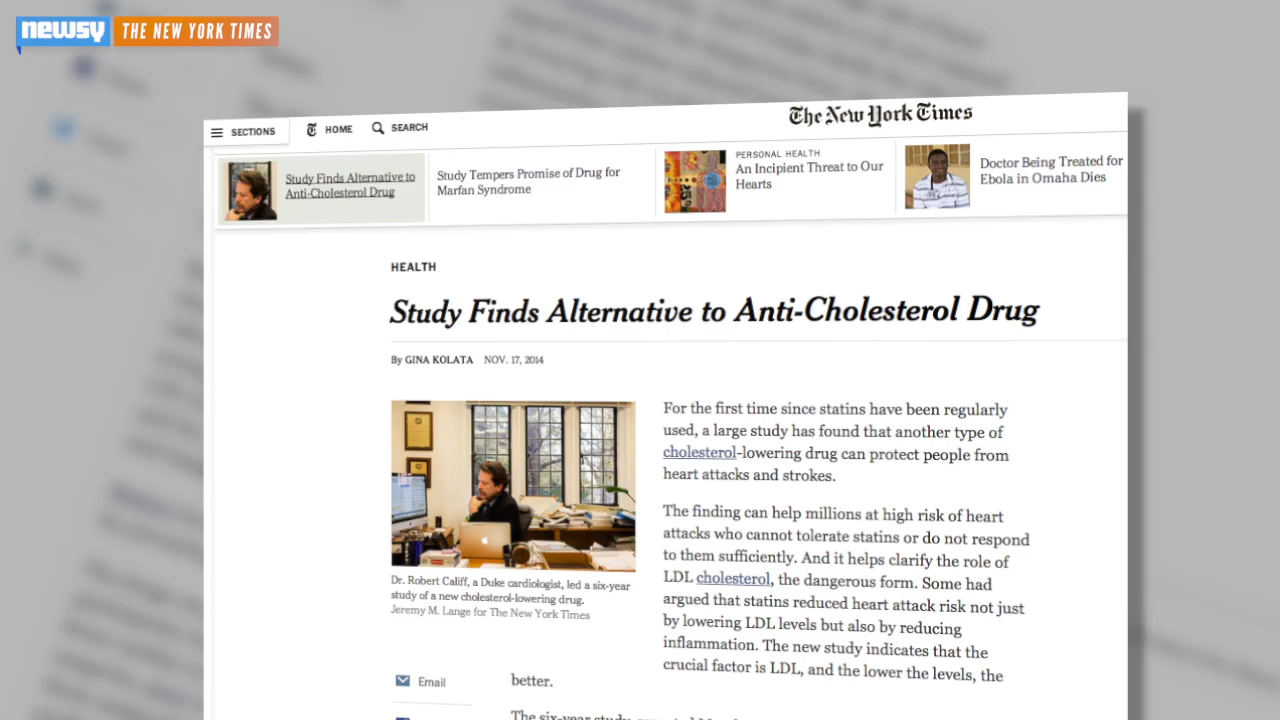 newsy THE NEW YORK TIMES
The New York Times
SECTIONS HOME SEARCH
Study Finds Alternative to
Anti-Cholesterol Drug
Study Tempers Promise of Drug for
Marfan Syndrome
PERSONAL HEALTH
An Incipient Threat to Our
Hearts
Doctor Being Treated for
Ebola in Omaha Dies
HEALTH
Study Finds Alternative to Anti-Cholesterol Drug
By GINA KOLATA NOV. 17, 2014
Dr. Robert Califf, a Duke cardiologist, led a six-year
study of a new cholesterol-lowering drug.
Jeremy M. Lange for The New York Times
For the first time since statins have been regularly
used, a large study has found that another type of
cholesterol-lowering drug can protect people from
heart attacks and strokes.
The finding can help millions at high risk of heart
attacks who cannot tolerate statins or do not respond
to them sufficiently. And it helps clarify the role of
LDL cholesterol, the dangerous form. Some had
argued that statins reduced heart attack risk not just
by lowering LDL levels but also by reducing
inflammation. The new study indicates that the
crucial factor is LDL, and the lower the levels, the
better.
Email
The six-year study